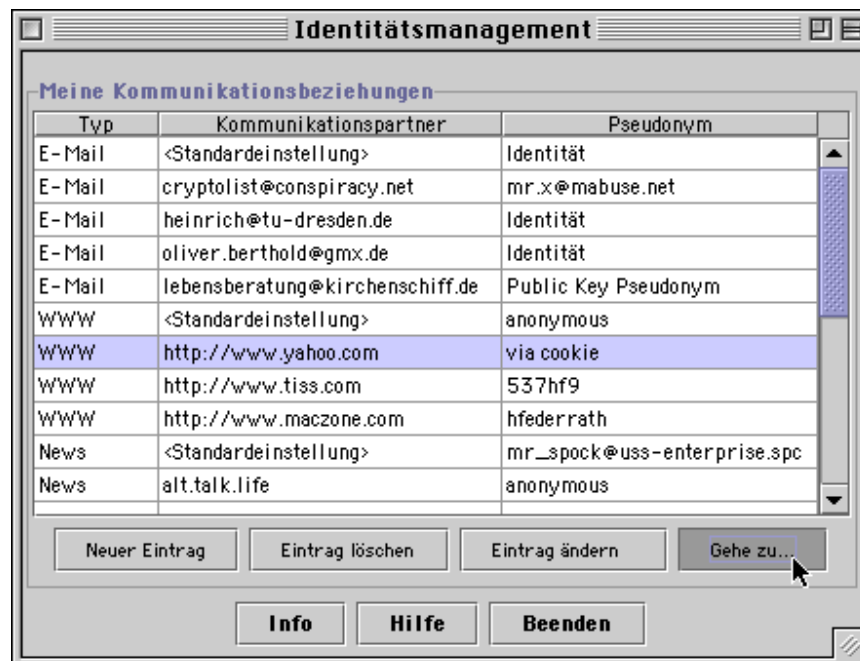 Identitätsmanagement
Meine Kommunikationsbeziehungen
Typ Kommunikationspartner Pseudonym
E-Mail <Standardeinstellung> Identität
E-Mail cryptolist@conspiracy.net mr.x@mabuse.net
E-Mail heinrich@tu-dresden.de Identität
E-Mail oliver.berthold@gmx.de Identität
E-Mail lebensberatung@kirchenschiff.de Public Key Pseudonym
WWW <Standardeinstellung> anonymous
WWW http://www.yahoo.com via cookie
WWW http://www.tiss.com 537hf9
WWW http://www.maczone.com hfederrath
News <Standardeinstellung> mr_spock@uss-enterprise.spc
News alt.talk.life anonymous
Neuer Eintrag Eintrag löschen Eintrag ändern Gehe zu...
Info Hilfe Beenden